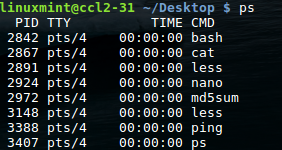 linuxmint@ccl2-31 ~/Desktop $ ps
  PID TTY          TIME CMD
 2842 pts/4    00:00:00 bash
 2867 pts/4    00:00:00 cat
 2891 pts/4    00:00:00 less
 2924 pts/4    00:00:00 nano
 2972 pts/4    00:00:00 md5sum
 3148 pts/4    00:00:00 less
 3388 pts/4    00:00:00 ping
 3407 pts/4    00:00:00 ps